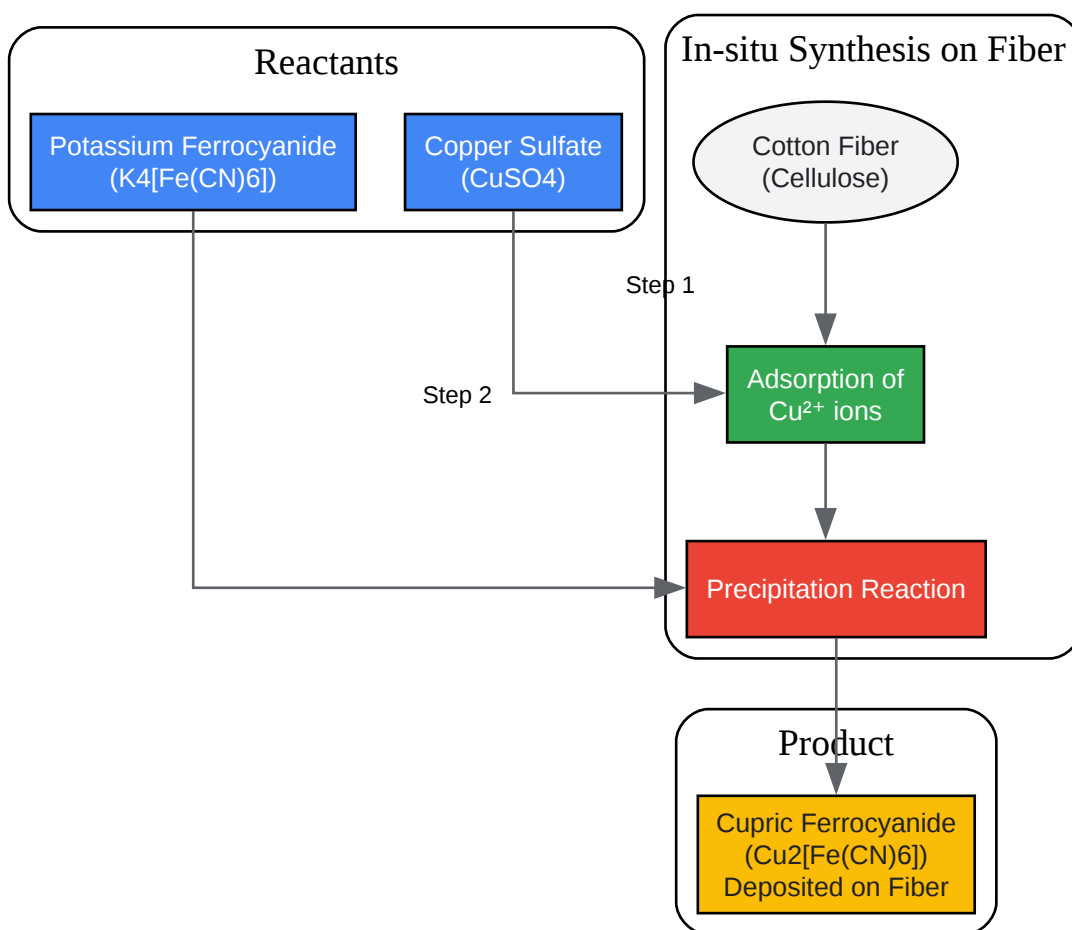 Reactants
Potassium Ferrocyanide
(K4[Fe(CN)6])
Copper Sulfate
(CuSO4)
In-situ Synthesis on Fiber
Cotton Fiber
(Cellulose)
Step 1
Adsorption of
Cu²⁺ ions
Step 2
Precipitation Reaction
Product
Cupric Ferrocyanide
(Cu2[Fe(CN)6])
Deposited on Fiber